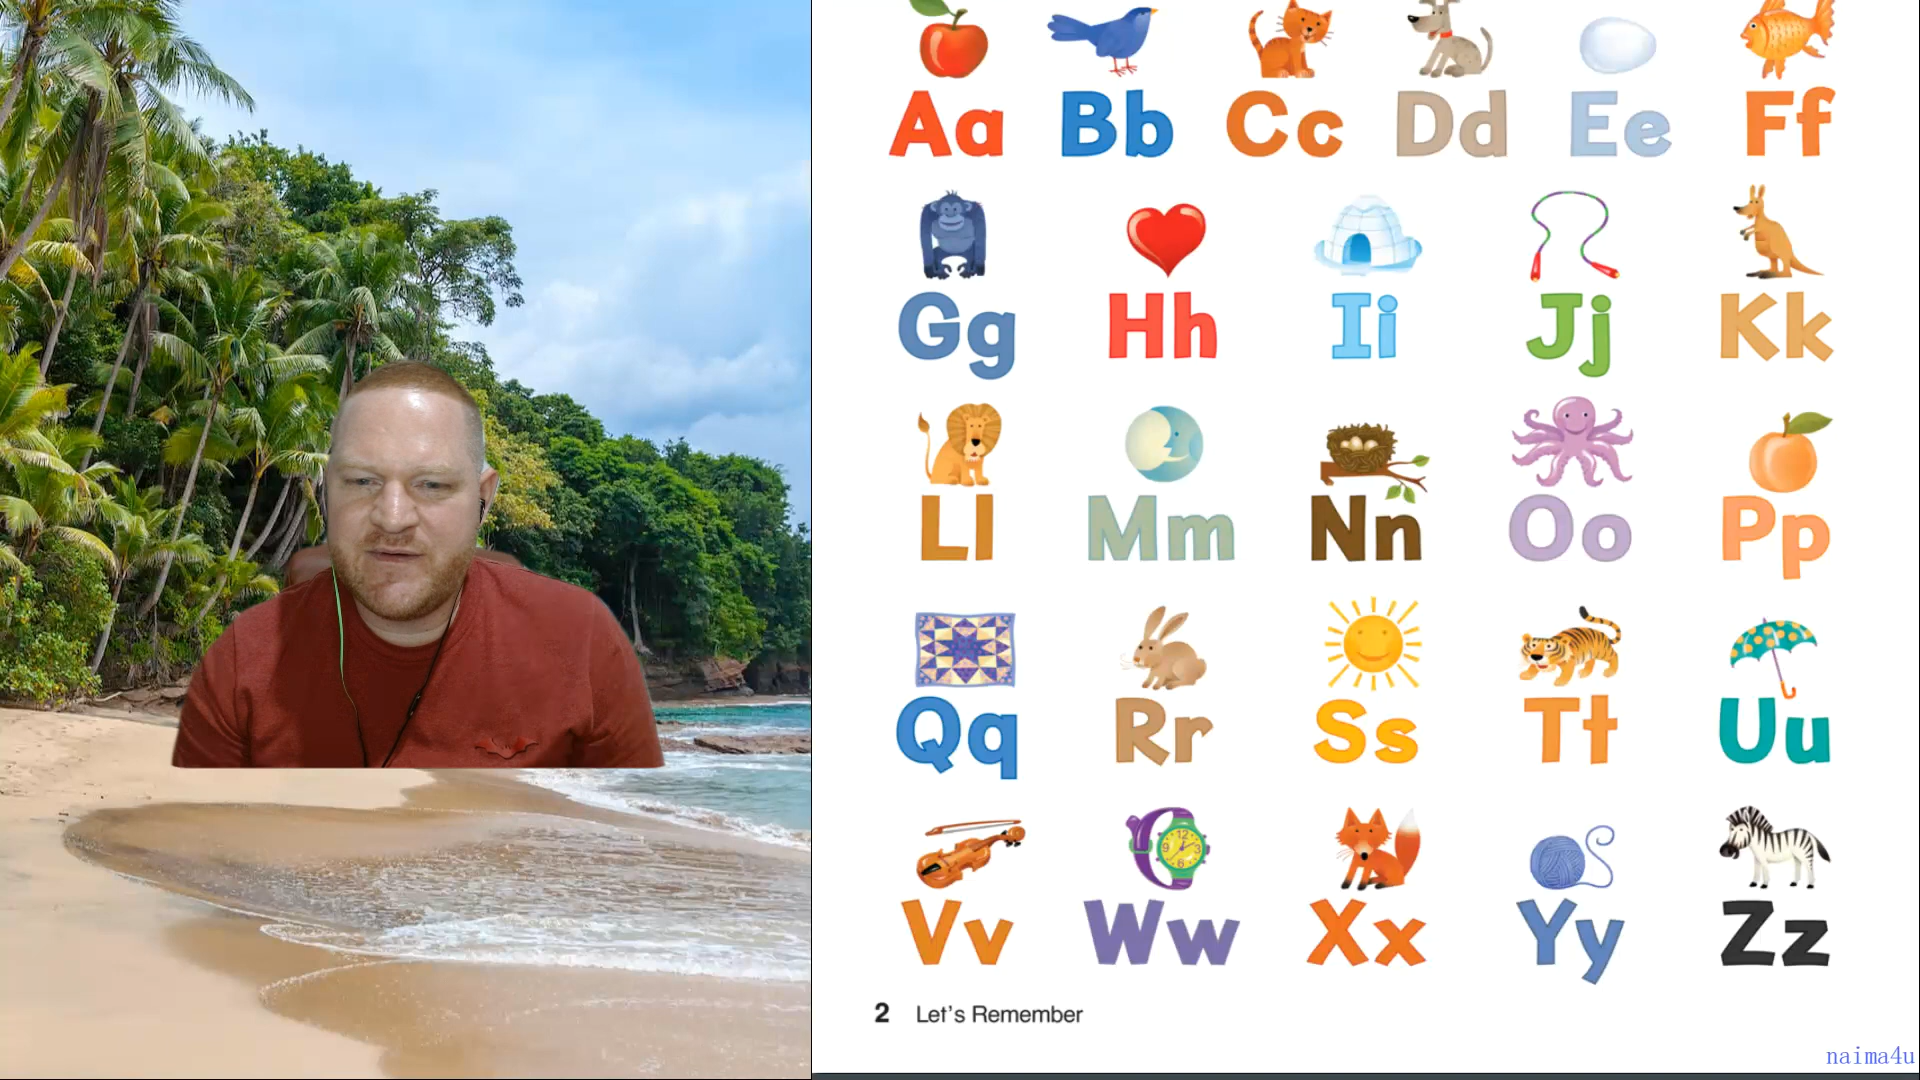 Aa Bb Cc Dd Ee Ff
Gg Hh Ii Jj Kk
Ll Mm Nn Oo Pp
Qq Rr Ss Tt Uu
Vv Ww Xx Yy Zz
2 Let's Remember
naima4u